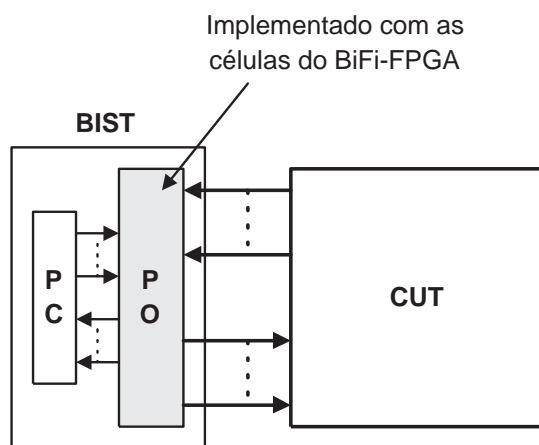 Implementado com as
células do BiFi-FPGA
BIST
P
C
P
O
CUT